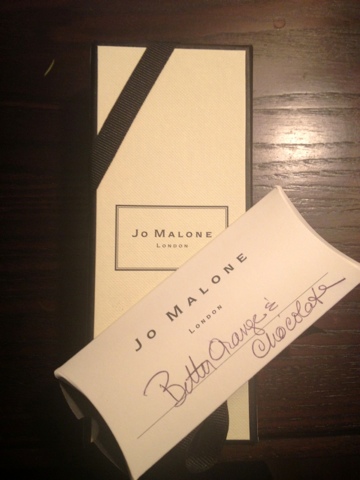 JO MALONE
LONDON
JO MALONE
LONDON
Bitter Orange &
Chocolate